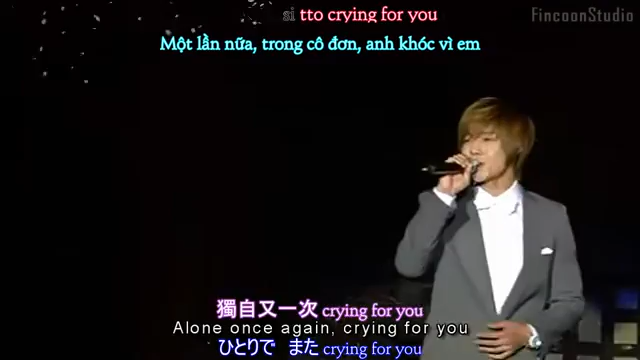 FincoonStudio
si tto crying for you
Một lần nữa, trong cô đơn, anh khóc vì em
獨自又一次 crying for you
Alone once again, crying for you
ひとりで また crying for you